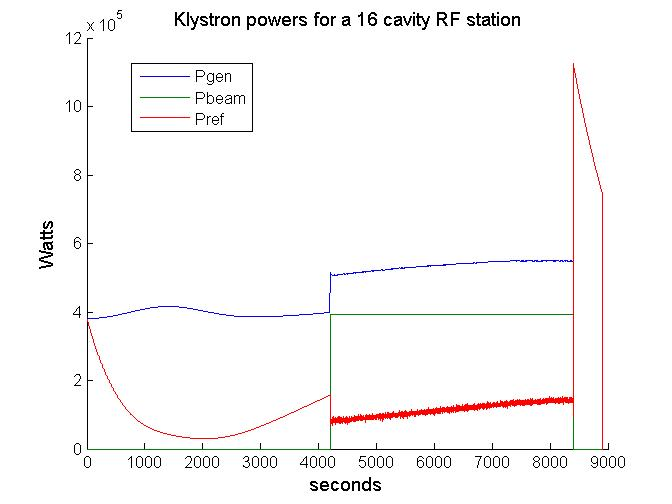 Klystron powers for a 16 cavity RF station
x 10^5
12
10
8
6
4
2
0
Watts
Pgen
Pbeam
Pref
0 1000 2000 3000 4000 5000 6000 7000 8000 9000
seconds